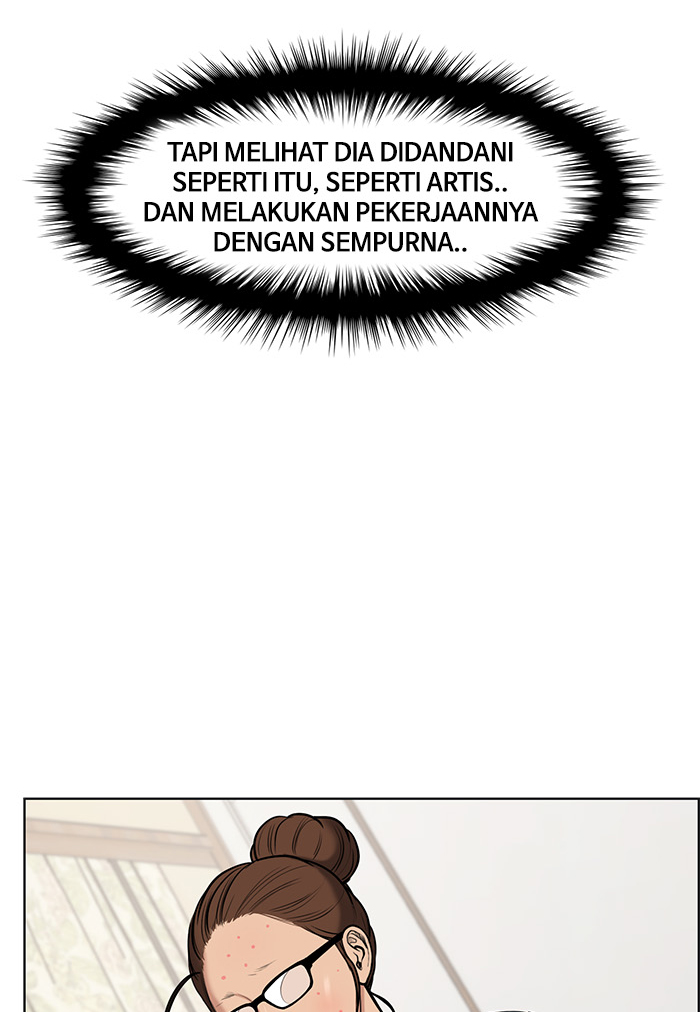 TAPI MELIHAT DIA DIDANDANI
SEPERTI ITU, SEPERTI ARTIS..
DAN MELAKUKAN PEKERJAANNYA
DENGAN SEMPURNA..